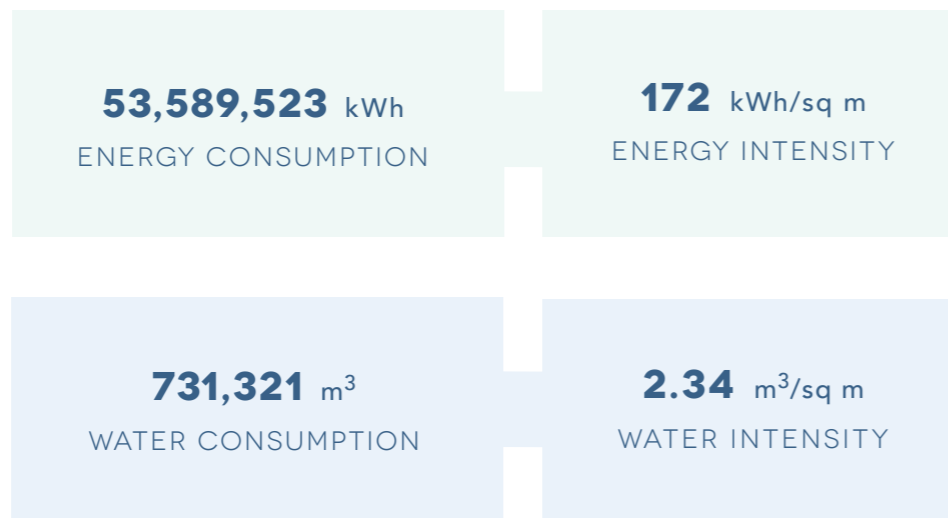 53,589,523 kWh
ENERGY CONSUMPTION
172 kWh/sq m
ENERGY INTENSITY
731,321 m³
WATER CONSUMPTION
2.34 m³/sq m
WATER INTENSITY